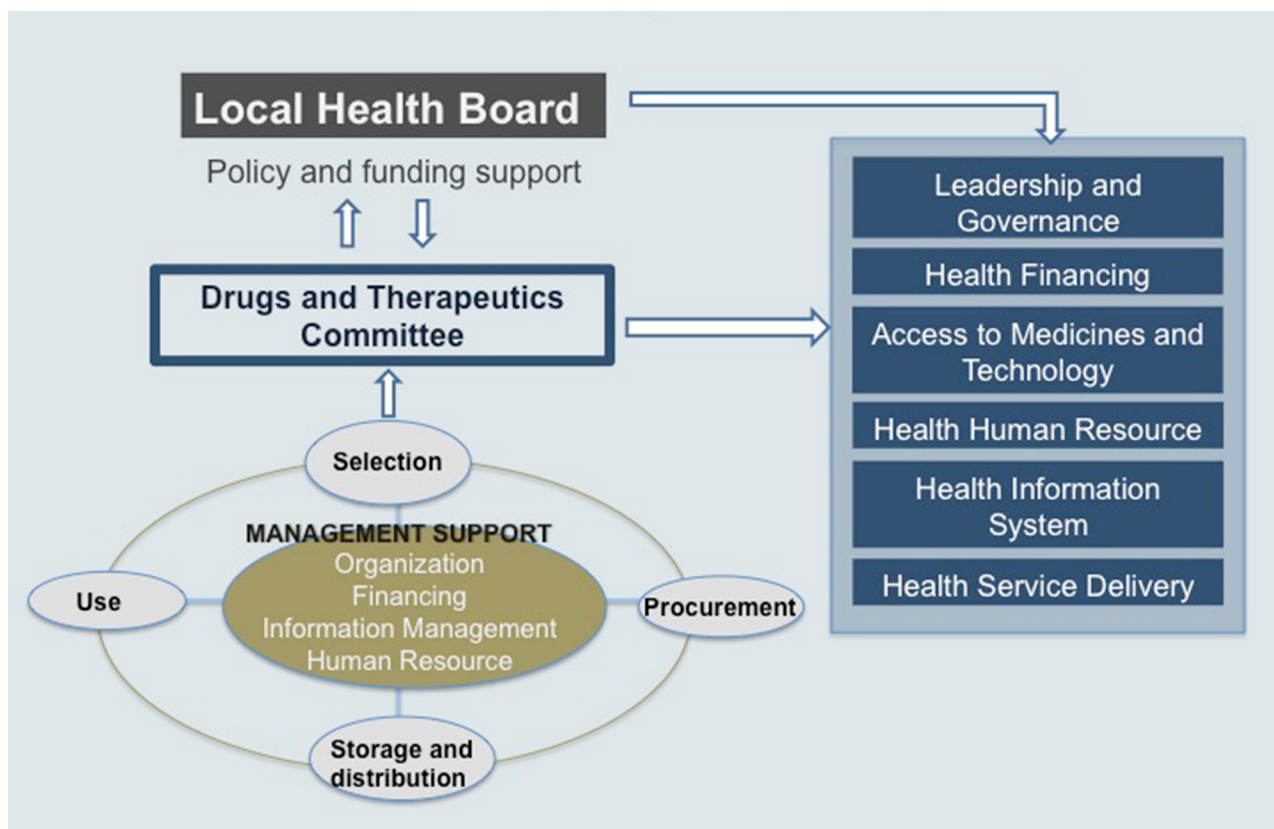 Local Health Board
Policy and funding support
Drugs and Therapeutics
Committee
Selection
MANAGEMENT SUPPORT
Organization
Financing
Information Management
Human Resource
Use
Procurement
Storage and
distribution
Leadership and
Governance
Health Financing
Access to Medicines and
Technology
Health Human Resource
Health Information
System
Health Service Delivery